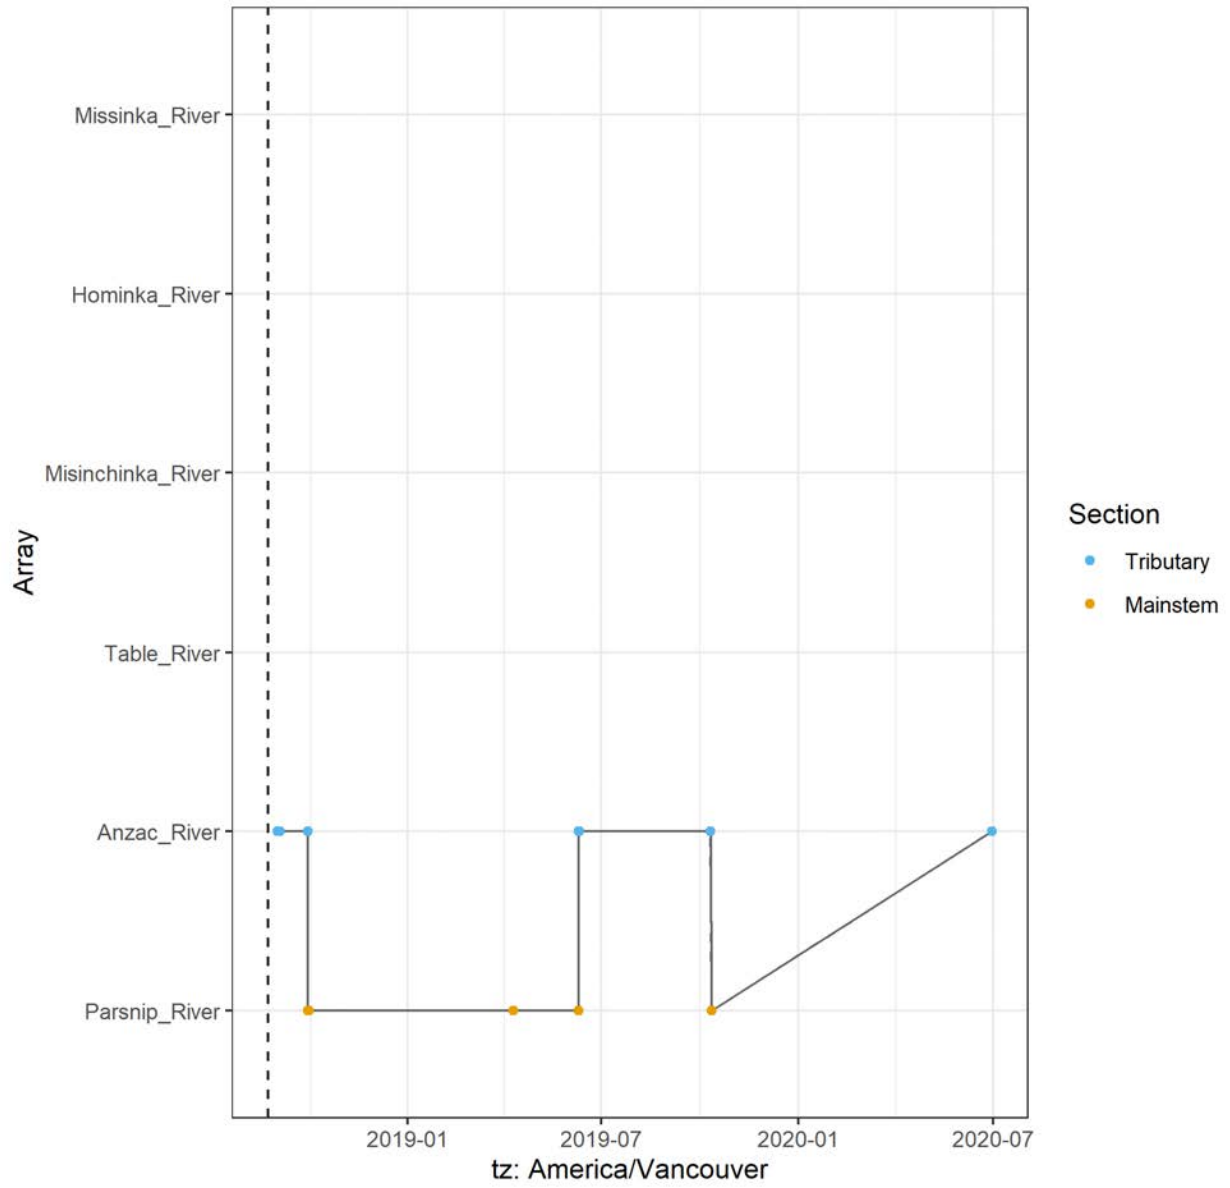 Missinka_River
Hominka_River
Misinchinka_River
Table_River
Anzac_River
Parsnip_River
Array
2019-01
2019-07
2020-01
2020-07
tz: America/Vancouver
Section
Tributary
Mainstem